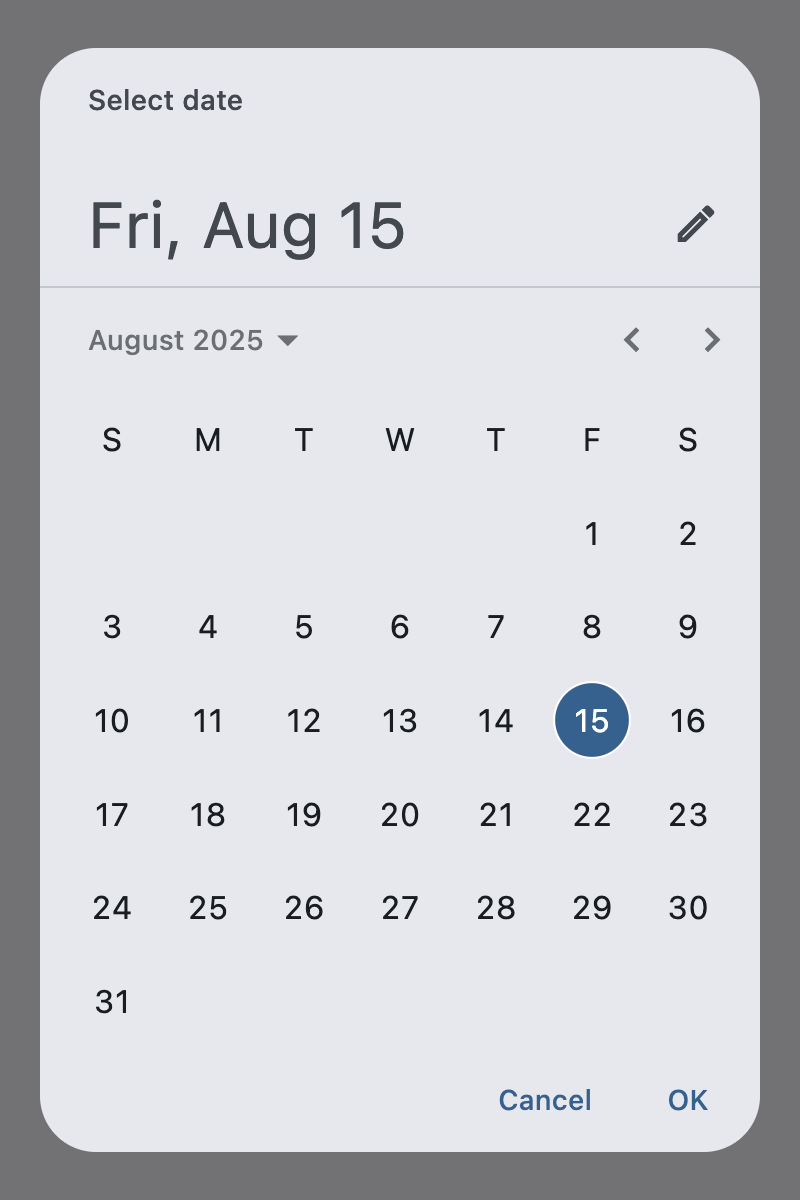 Select date
Fri, Aug 15
August 2025
S M T W T F S
1 2
3 4 5 6 7 8 9
10 11 12 13 14 15 16
17 18 19 20 21 22 23
24 25 26 27 28 29 30
31
Cancel OK